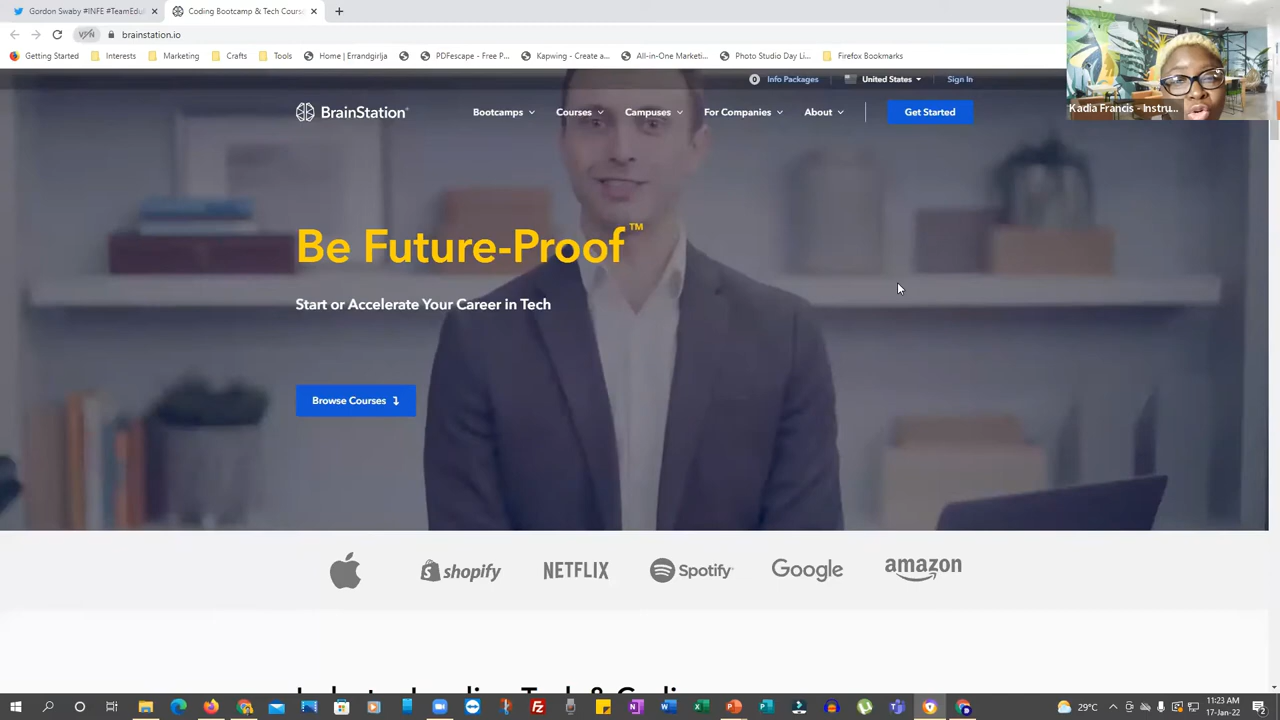 Gordon Swaby #INFE #TeamEdu
Coding Bootcamp & Tech Cours
VPN
brainstation.io
Getting Started
Interests
Marketing
Crafts
Tools
Home | Errandgirlja
PDFescape - Free P...
Kapwing - Create a...
All-in-One Marketi...
Photo Studio Day Li...
Firefox Bookmarks
Kadia Francis - Instru...
Info Packages
United States
Sign In
BrainStation
Bootcamps
Courses
Campuses
For Companies
About
Get Started
Be Future-Proof™
Start or Accelerate Your Career in Tech
Browse Courses
shopify
NETFLIX
Spotify
Google
amazon
29°C
11:23 AM
17-Jan-22